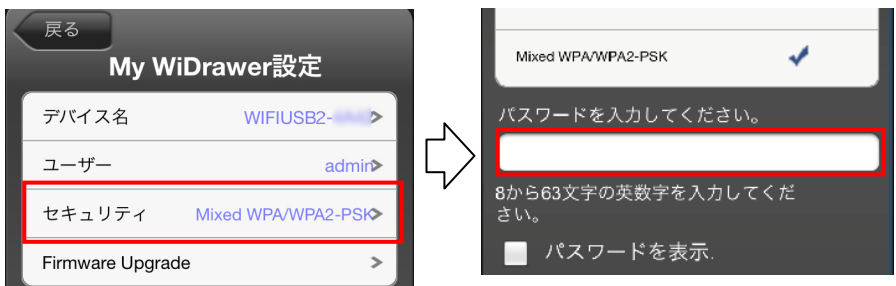 戻る
My WiDrawer設定
デバイス名 WIFIUSB2-
ユーザー admin
セキュリティ Mixed WPA/WPA2-PSK
Firmware Upgrade
Mixed WPA/WPA2-PSK
パスワードを入力してください。
8から63文字の英数字を入力してくだ
さい。
パスワードを表示.